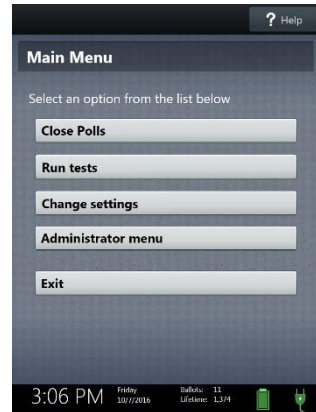 ? Help
Main Menu
Select an option from the list below
Close Polls
Run tests
Change settings
Administrator menu
Exit
3:06 PM Friday Ballots: 11
10/7/2016 Lifetime: 1,374